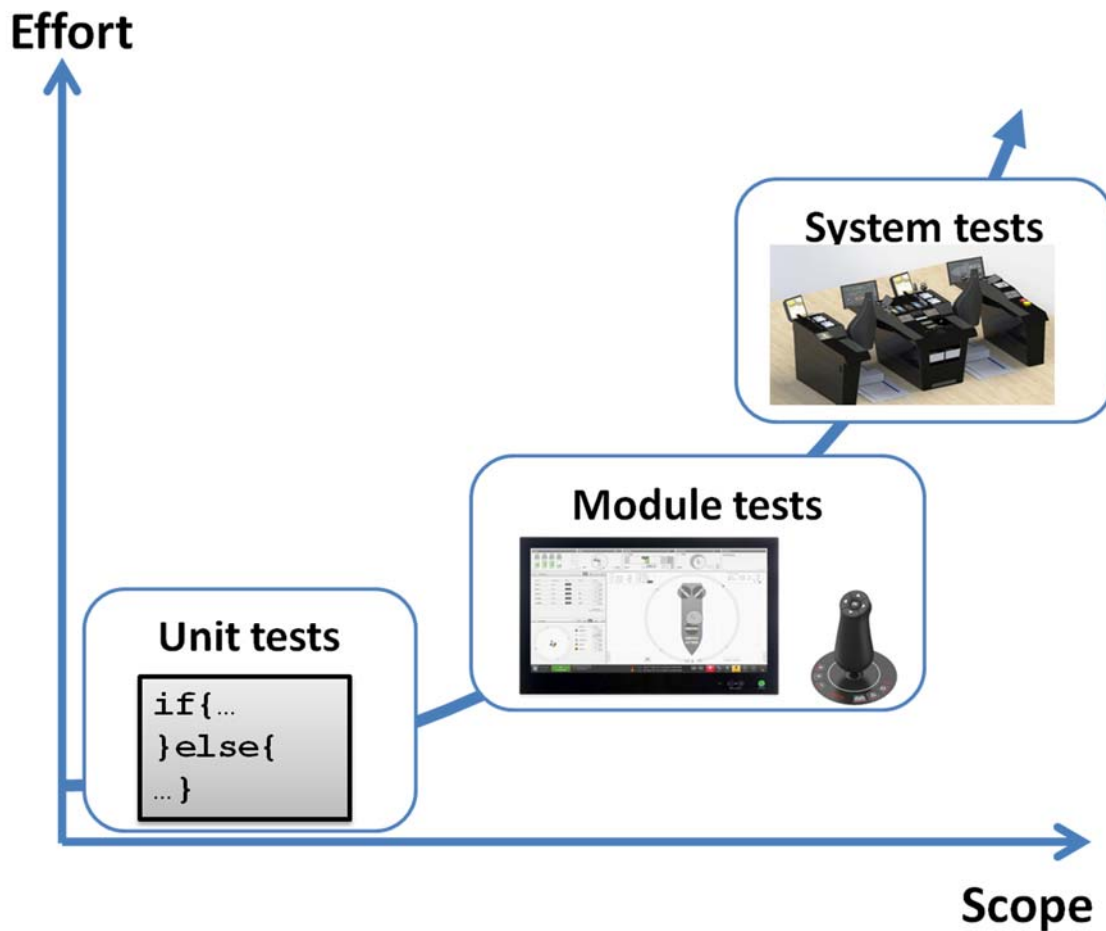 Effort
System tests
Module tests
Unit tests
if{...
}else{
...}
Scope